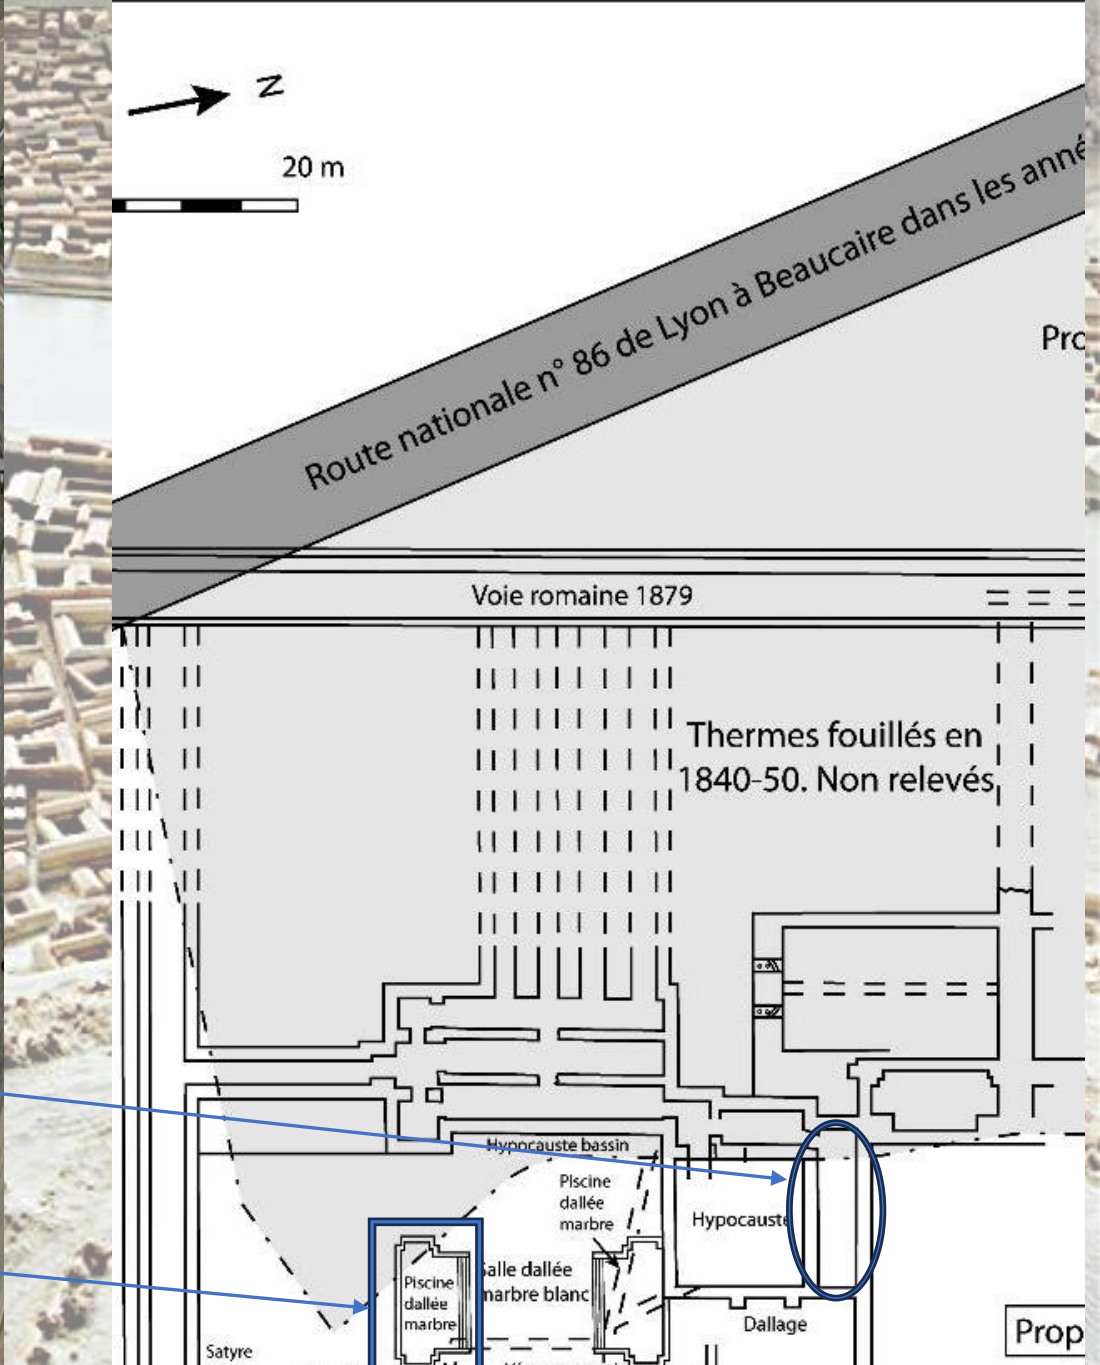 N
20 m
Route nationale n° 86 de Lyon à Beaucaire dans les anné
Pro
Voie romaine 1879
Thermes fouillés en
1840-50. Non relevés
Hypocauste bassin
PIscine
dallée
marbre
Hypocauste
Salle dallée
marbre blanc
Piscine
dallée
marbre
Dallage
Prop
Satyre